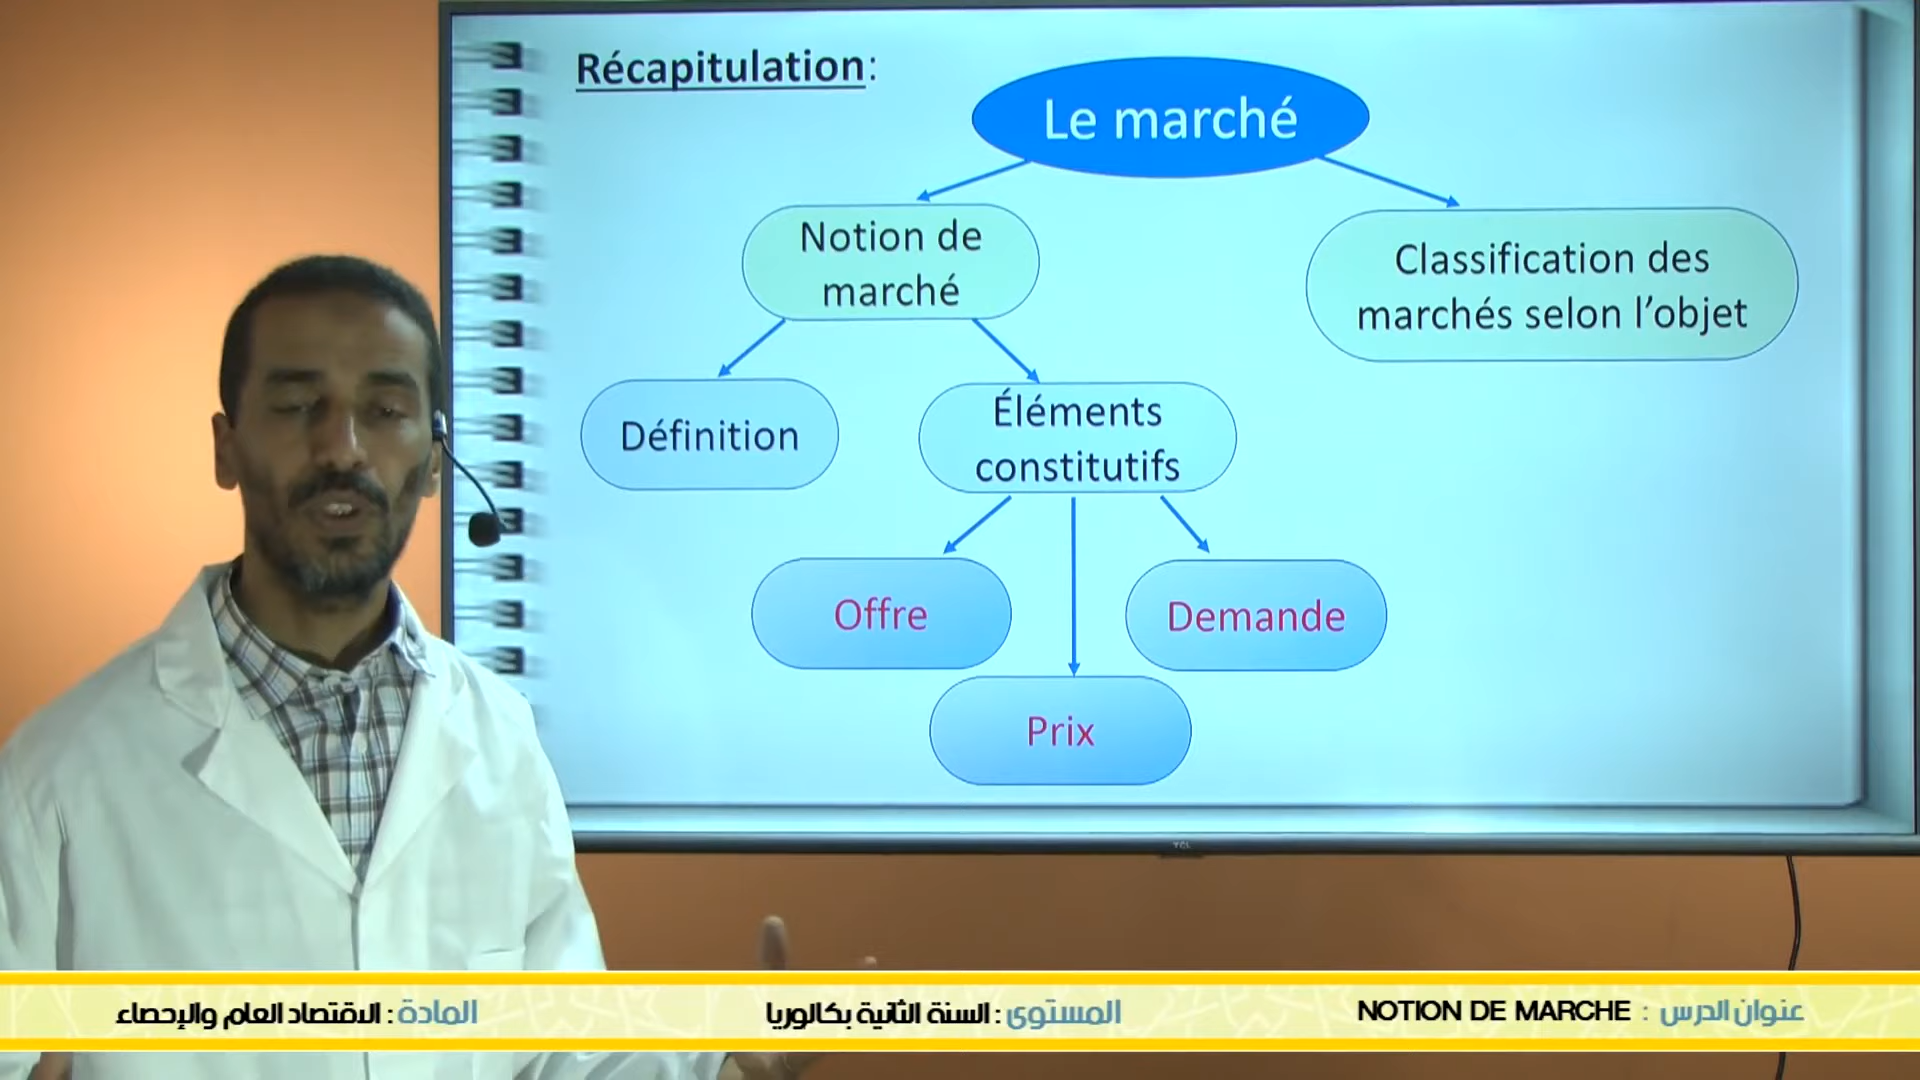 Récapitulation:
Le marché
Notion de
marché
Classification des
marchés selon l’objet
Définition
Éléments
constitutifs
Offre
Demande
Prix
TCL
عنوان الدرس : NOTION DE MARCHE
المستوى : السنة الثانية بكالوريا
المادة : الاقتصاد العام والإحصاء